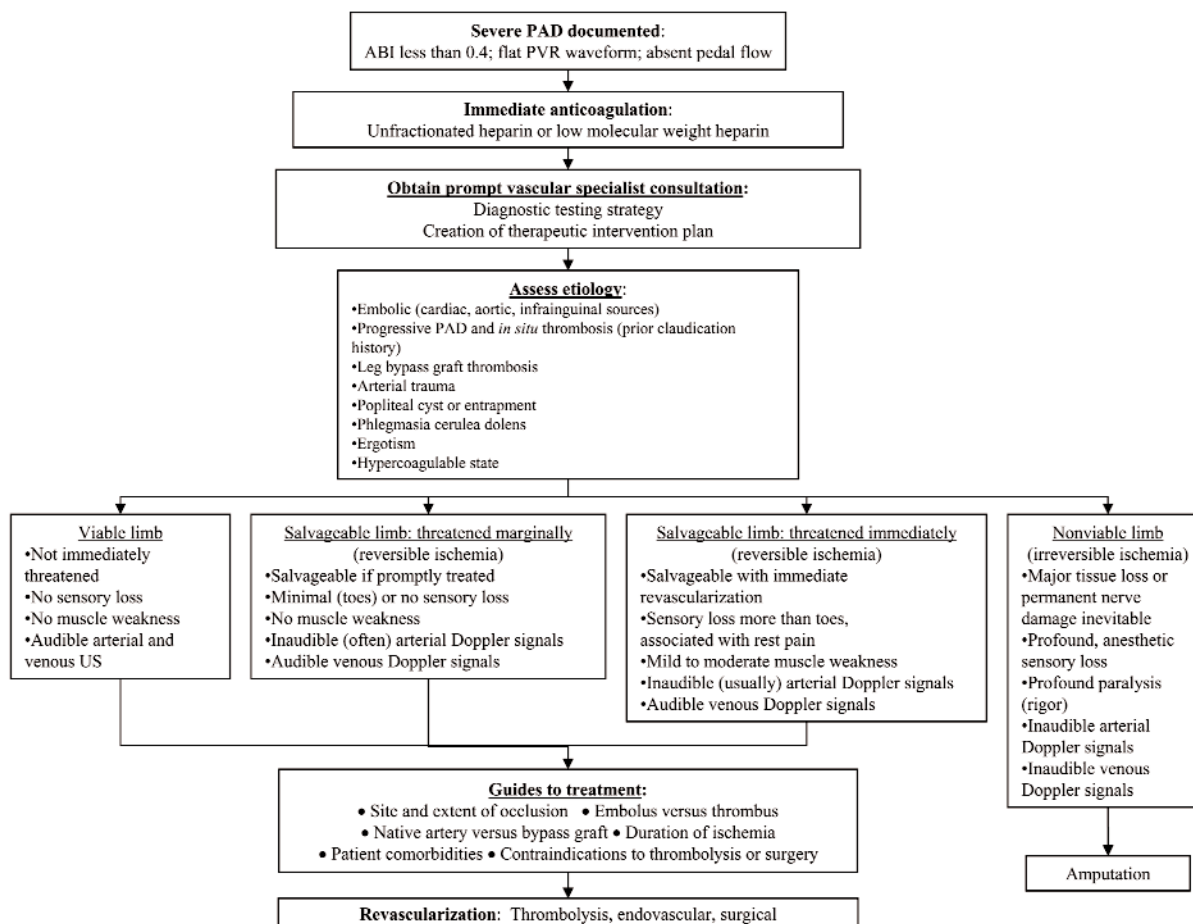 Severe PAD documented:
ABI less than 0.4; flat PVR waveform; absent pedal flow
Immediate anticoagulation:
Unfractionated heparin or low molecular weight heparin
Obtain prompt vascular specialist consultation:
Diagnostic testing strategy
Creation of therapeutic intervention plan
Assess etiology:
•Embolic (cardiac, aortic, infrainguinal sources)
•Progressive PAD and in situ thrombosis (prior claudication
history)
•Leg bypass graft thrombosis
•Arterial trauma
•Popliteal cyst or entrapment
•Phlegmasia cerulea dolens
•Ergotism
•Hypercoagulable state
Viable limb
•Not immediately
threatened
•No sensory loss
•No muscle weakness
•Audible arterial and
venous US
Salvageable limb: threatened marginally
(reversible ischemia)
•Salvageable if promptly treated
•Minimal (toes) or no sensory loss
•No muscle weakness
•Inaudible (often) arterial Doppler signals
•Audible venous Doppler signals
Salvageable limb: threatened immediately
(reversible ischemia)
•Salvageable with immediate
revascularization
•Sensory loss more than toes,
associated with rest pain
•Mild to moderate muscle weakness
•Inaudible (usually) arterial Doppler signals
•Audible venous Doppler signals
Nonviable limb
(irreversible ischemia)
•Major tissue loss or
permanent nerve
damage inevitable
•Profound, anesthetic
sensory loss
•Profound paralysis
(rigor)
•Inaudible arterial
Doppler signals
•Inaudible venous
Doppler signals
Guides to treatment:
● Site and extent of occlusion ● Embolus versus thrombus
● Native artery versus bypass graft ● Duration of ischemia
● Patient comorbidities ● Contraindications to thrombolysis or surgery
Amputation
Revascularization: Thrombolysis, endovascular, surgical